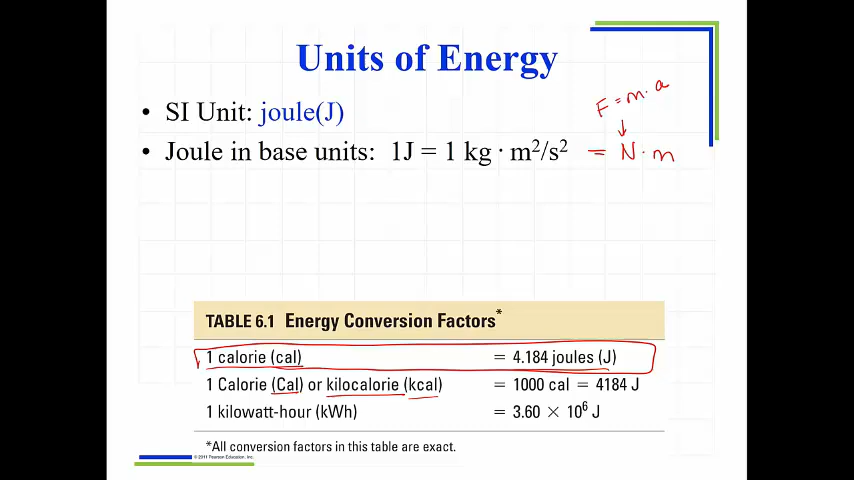 Units of Energy
F = m · a
• SI Unit: joule(J)
• Joule in base units: 1J = 1 kg · m²/s² = N · m
TABLE 6.1 Energy Conversion Factors*
1 calorie (cal) = 4.184 joules (J)
1 Calorie (Cal) or kilocalorie (kcal) = 1000 cal = 4184 J
1 kilowatt-hour (kWh) = 3.60 × 10⁶ J
*All conversion factors in this table are exact.
© 2011 Pearson Education, Inc.